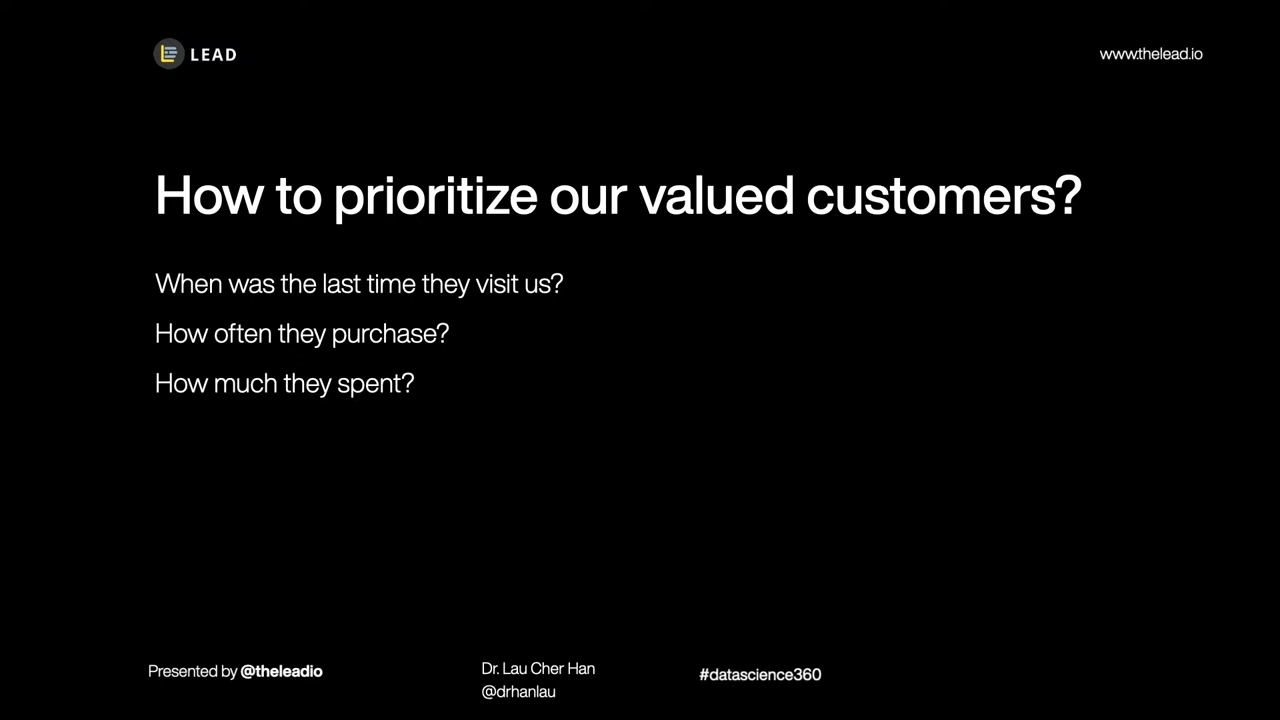 LEAD
www.thelead.io
How to prioritize our valued customers?
When was the last time they visit us?
How often they purchase?
How much they spent?
Presented by @theleadio
Dr. Lau Cher Han
@drhanlau
#datascience360